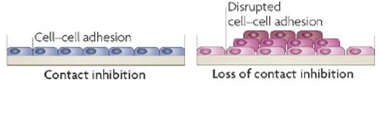 Cell–cell adhesion
Contact inhibition
Disrupted
cell–cell adhesion
Loss of contact inhibition